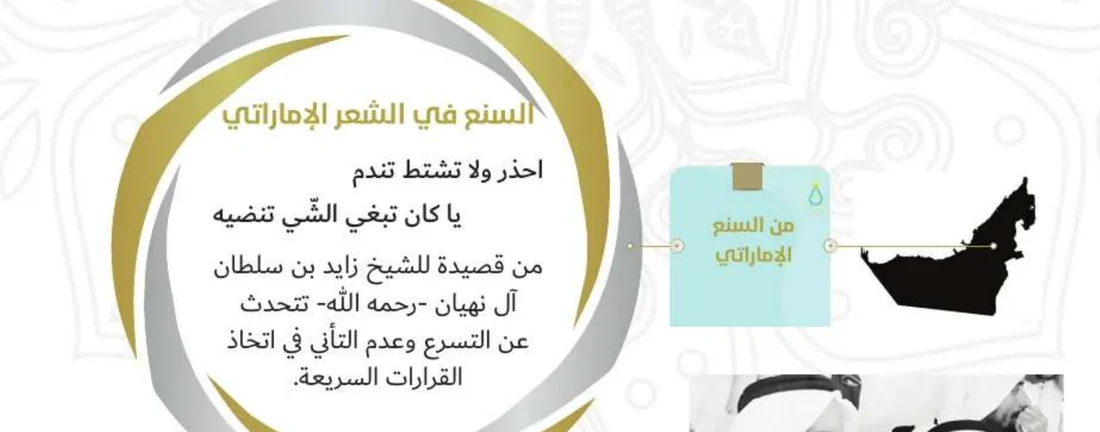 السنع في الشعر الإماراتي
احذر ولا تشتط تندم
يا كان تبغي الشّي تنضيه
من قصيدة للشيخ زايد بن سلطان
آل نهيان -رحمه الله- تتحدث
عن التسرع وعدم التأني في اتخاذ
القرارات السريعة.
من السنع
الإماراتي